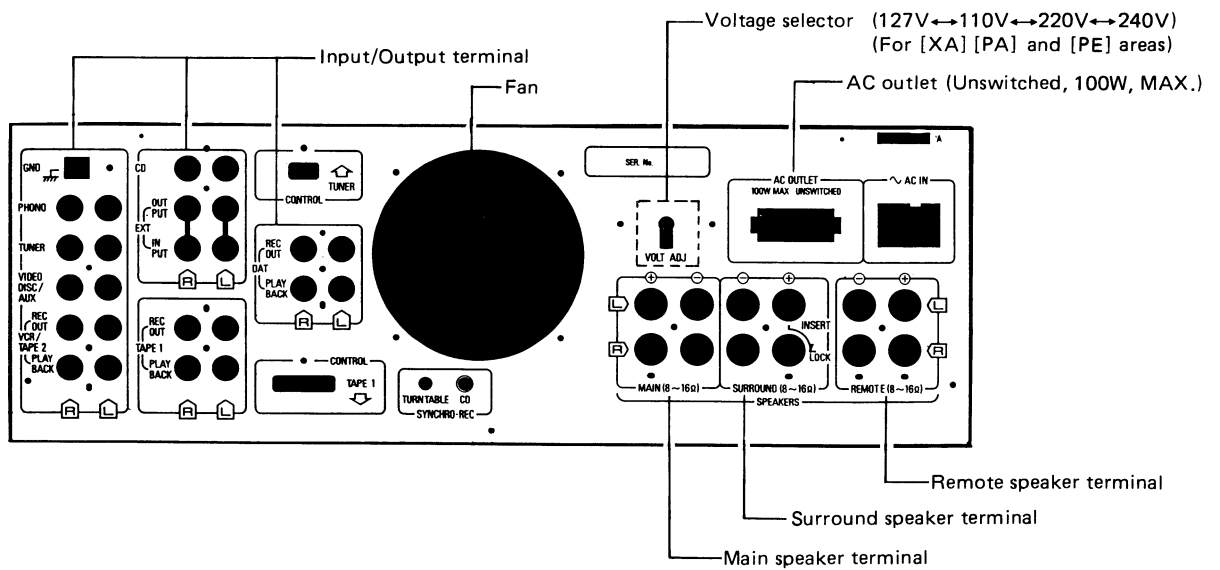 Voltage selector (127V↔110V↔220V↔240V)
(For [XA] [PA] and [PE] areas)
Input/Output terminal
AC outlet (Unswitched, 100W, MAX.)
Fan
GND
PHONO
TUNER
VIDEO
DISC/
AUX
REC
OUT
VCR/
TAPE 2
PLAY
BACK
R L
CD
OUT
PUT
EXT
IN
PUT
R L
REC
OUT
TAPE 1
PLAY
BACK
R L
TUNER
CONTROL
REC
OUT
DAT
PLAY
BACK
R L
CONTROL
TAPE 1
TURNTABLE CD
SYNCHRO-REC
SER. No.
VOLT ADJ
AC OUTLET
100W MAX UNSWITCHED
∿ AC IN
A
⊕ ⊖ ⊖ ⊕ ⊖ ⊕
L L
INSERT
LOCK
R R
MAIN (8～16Ω) SURROUND (8～16Ω) REMOTE (8～16Ω)
SPEAKERS
Remote speaker terminal
Surround speaker terminal
Main speaker terminal